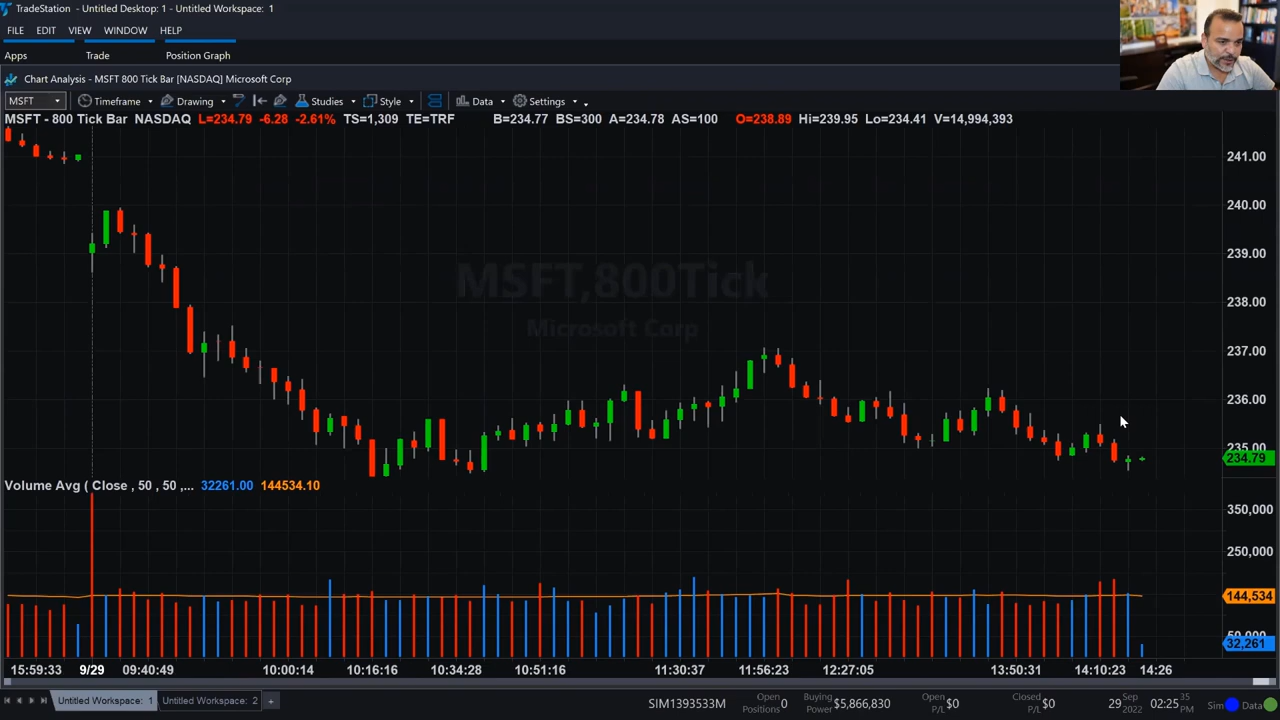 TradeStation - Untitled Desktop: 1 - Untitled Workspace: 1
FILE EDIT VIEW WINDOW HELP
Apps Trade Position Graph
Chart Analysis - MSFT 800 Tick Bar [NASDAQ] Microsoft Corp
MSFT Timeframe Drawing Studies Style Data Settings
MSFT - 800 Tick Bar NASDAQ L=234.79 -6.28 -2.61% TS=1,309 TE=TRF B=234.77 BS=300 A=234.78 AS=100 O=238.89 Hi=239.95 Lo=234.41 V=14,994,393
241.00
240.00
239.00
MSFT,800Tick
238.00
Microsoft Corp
237.00
236.00
235.00
234.79
Volume Avg ( Close , 50 , 50 ,... 32261.00 144534.10
350,000
250,000
144,534
50,000
32,261
15:59:33 9/29 09:40:49 10:00:14 10:16:16 10:34:28 10:51:16 11:30:37 11:56:23 12:27:05 13:50:31 14:10:23 14:26
Untitled Workspace: 1 Untitled Workspace: 2 +
SIM1393533M Open Positions 0 Buying Power $5,866,830 Open P/L $0 Closed P/L $0 29 Sep 2022 02:25 35 PM Sim Data